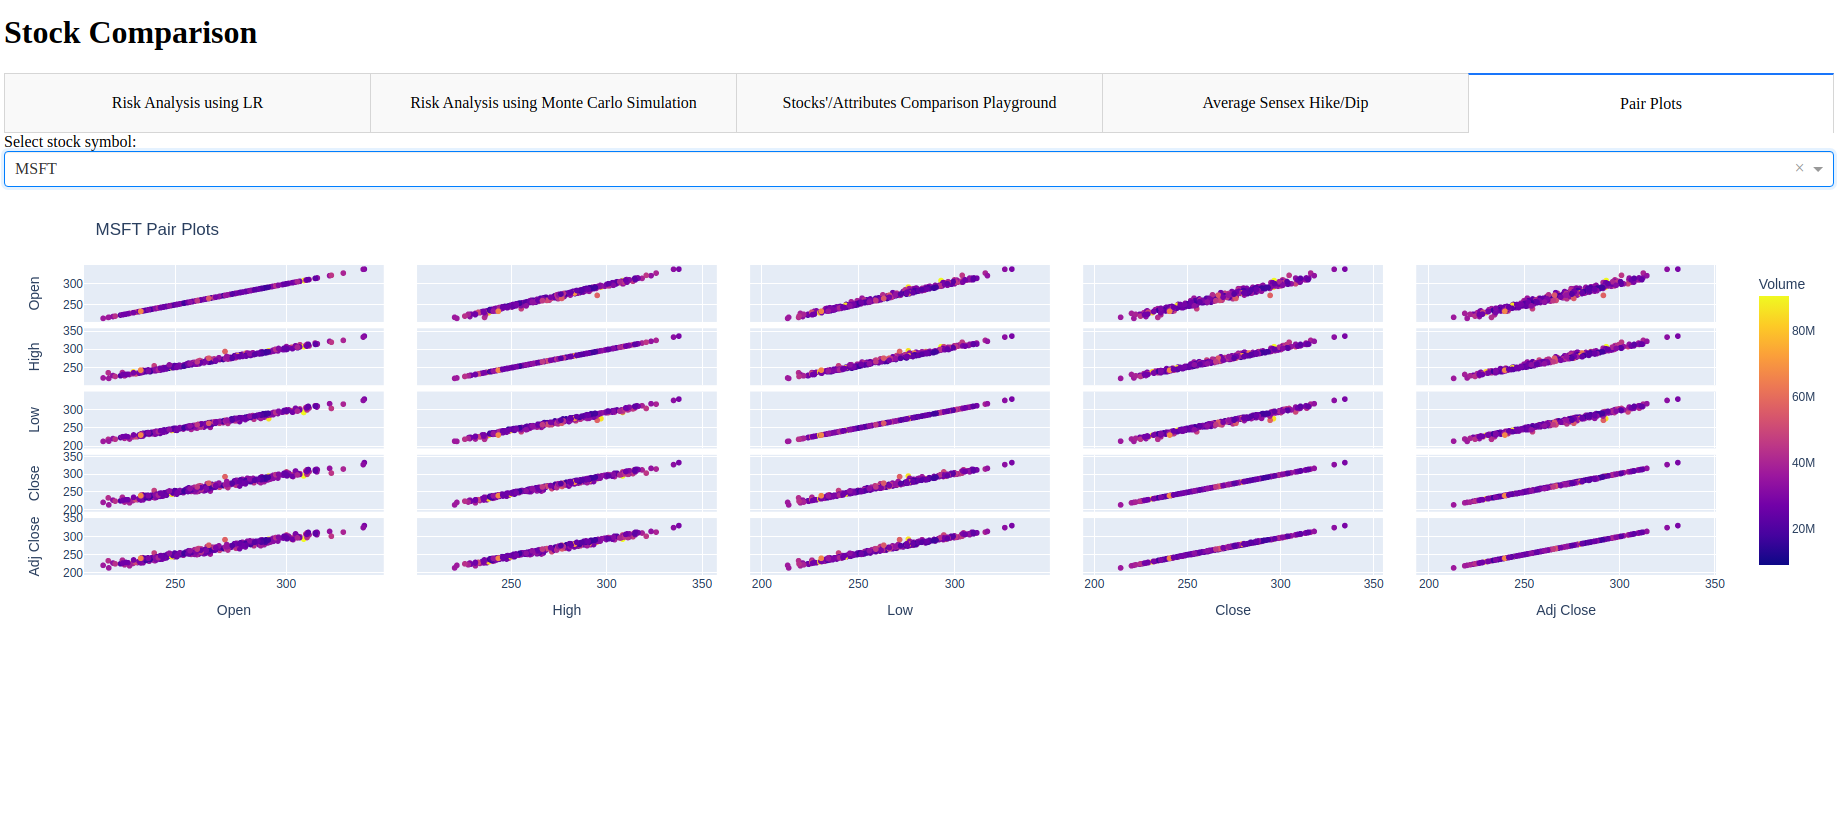 Stock Comparison
Risk Analysis using LR
Risk Analysis using Monte Carlo Simulation
Stocks'/Attributes Comparison Playground
Average Sensex Hike/Dip
Pair Plots
Select stock symbol:
MSFT
×
MSFT Pair Plots
Open
300
250
High
350
300
250
Low
300
250
200
Close
350
300
250
200
Adj Close
350
300
250
200
250 300
250 300 350
200 250 300
200 250 300 350
200 250 300 350
Open
High
Low
Close
Adj Close
Volume
80M
60M
40M
20M